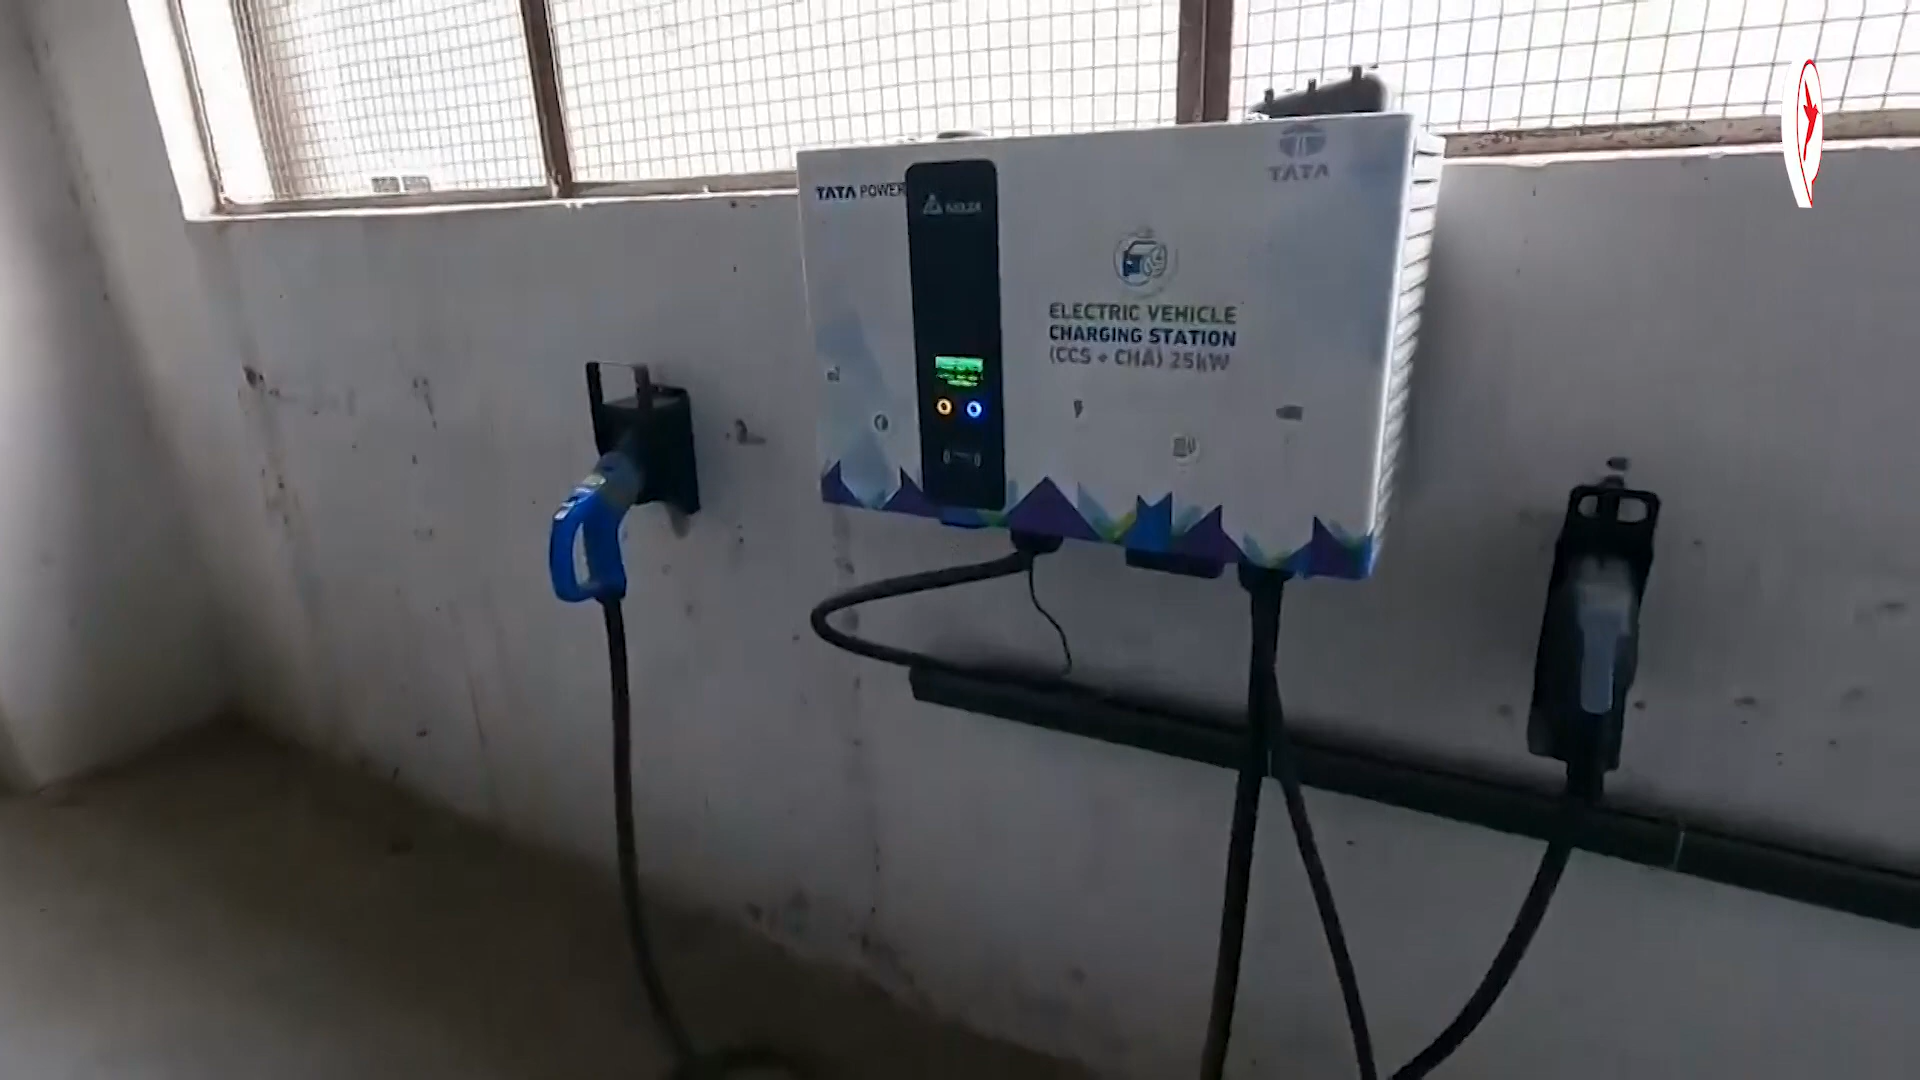 TATA POWER
TATA
ELECTRIC VEHICLE
CHARGING STATION
(CCS + CHA) 25kW